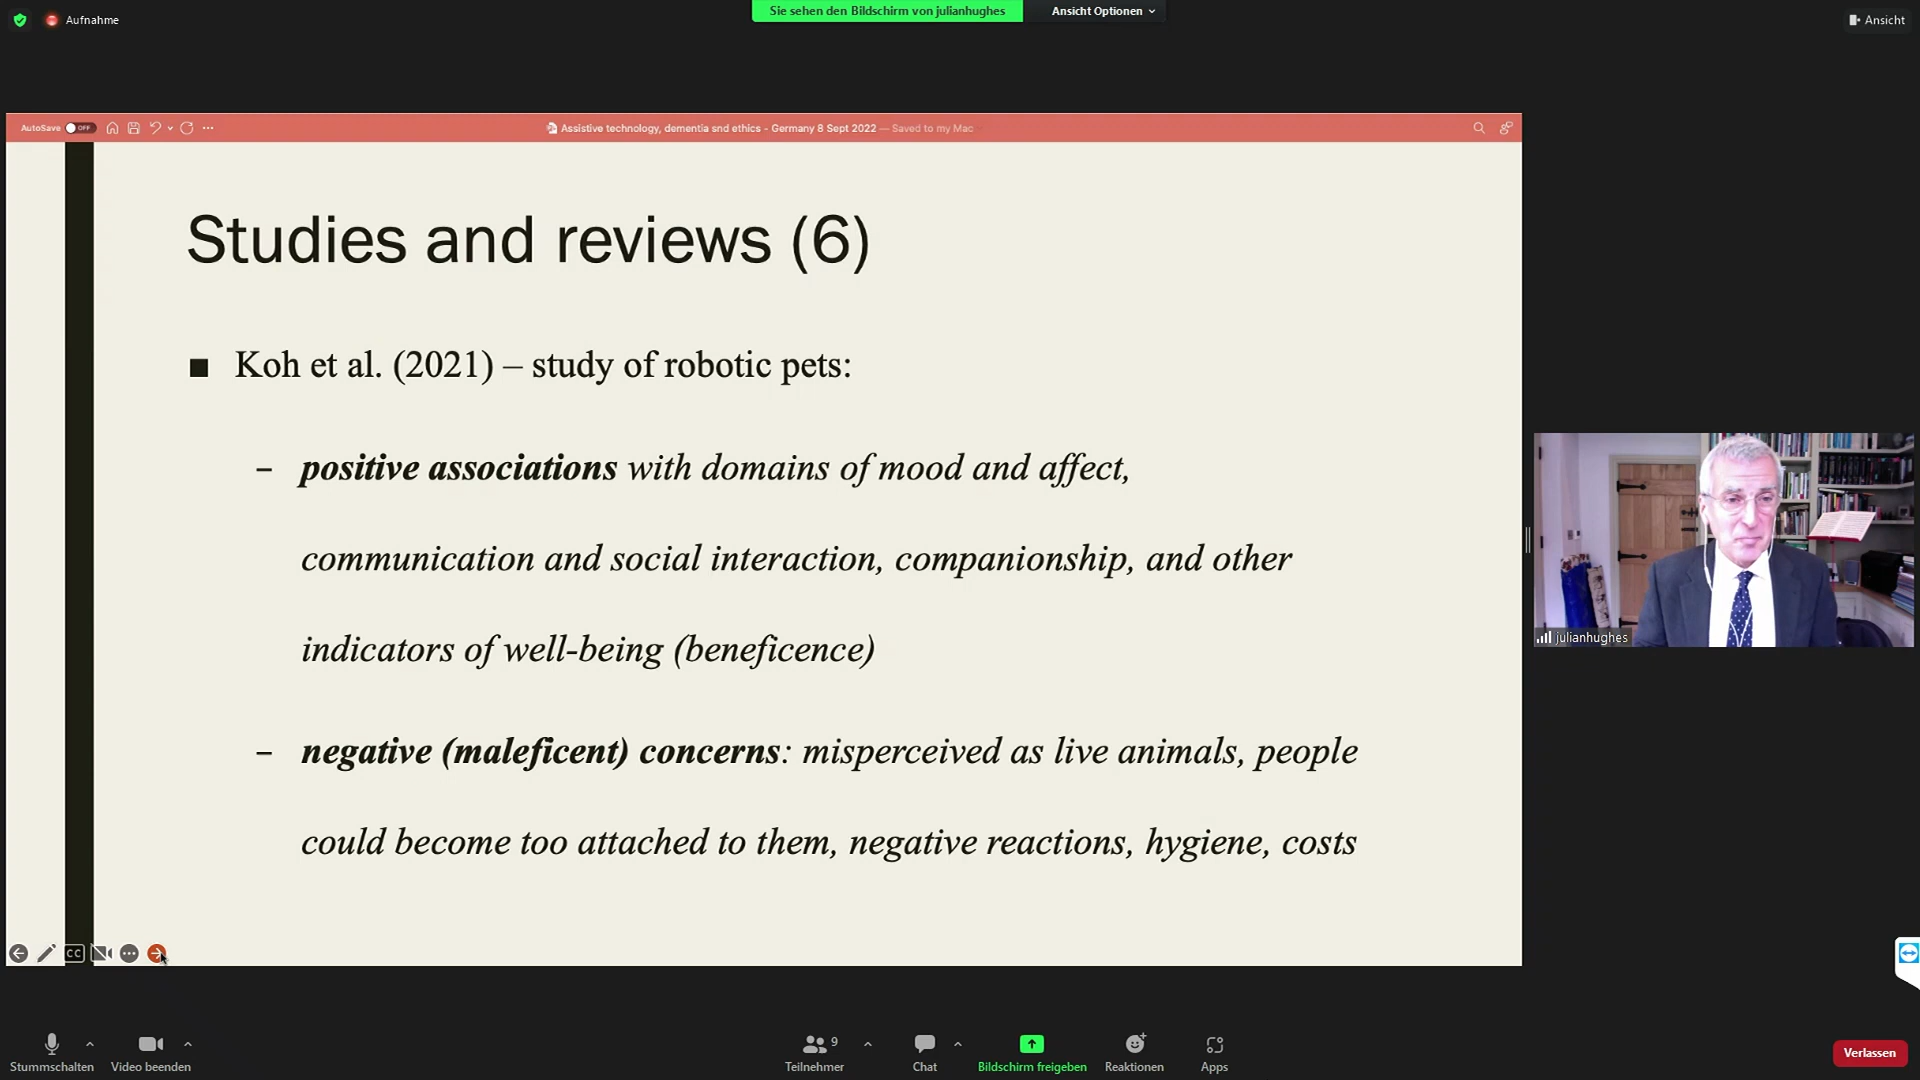 Aufnahme
Sie sehen den Bildschirm von julianhughes
Ansicht Optionen
Ansicht
AutoSave OFF
Assistive technology, dementia snd ethics - Germany 8 Sept 2022 — Saved to my Mac
Studies and reviews (6)
■ Koh et al. (2021) – study of robotic pets:
– positive associations with domains of mood and affect,
communication and social interaction, companionship, and other
indicators of well-being (beneficence)
– negative (maleficent) concerns: misperceived as live animals, people
could become too attached to them, negative reactions, hygiene, costs
julianhughes
CC
Stummschalten
Video beenden
9
Teilnehmer
Chat
Bildschirm freigeben
Reaktionen
Apps
Verlassen